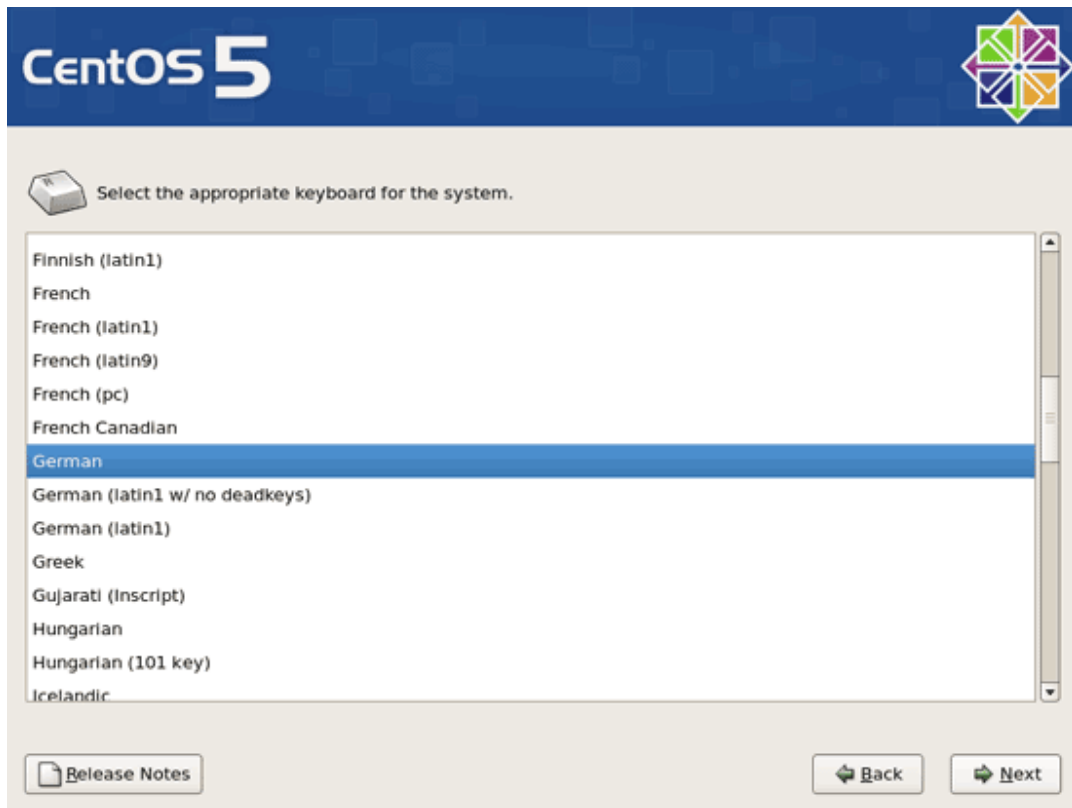 CentOS 5
Select the appropriate keyboard for the system.
Finnish (latin1)
French
French (latin1)
French (latin9)
French (pc)
French Canadian
German
German (latin1 w/ no deadkeys)
German (latin1)
Greek
Gujarati (Inscript)
Hungarian
Hungarian (101 key)
Icelandic
Release Notes
Back
Next